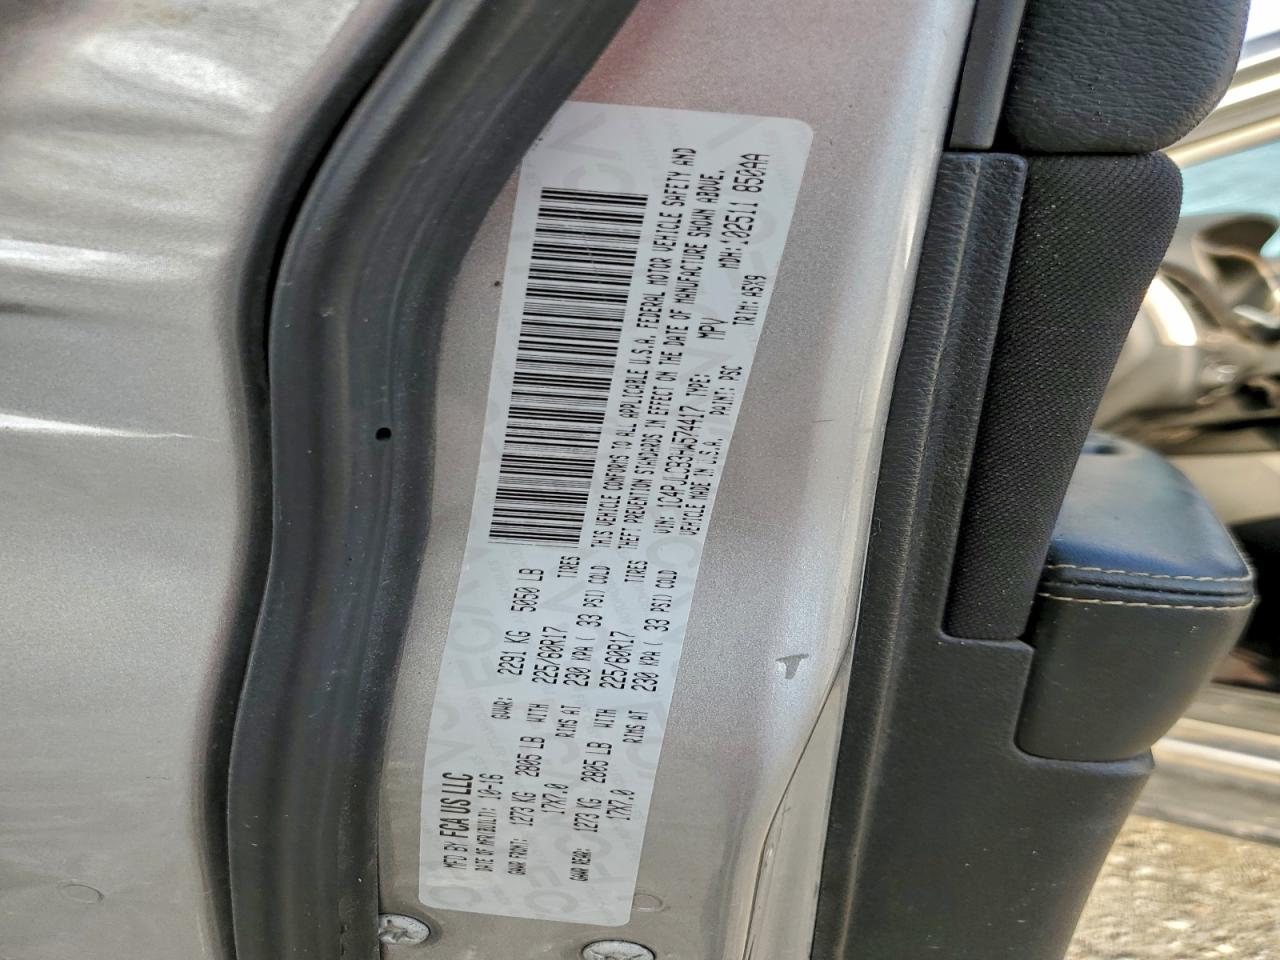 MFD BY FCA US LLC
DATE OF MFR(BUILT): 10-16 GVWR: 2291 KG 5050 LB
GAWR FRONT: 1273 KG 2805 LB WITH 225/60R17 TIRES
17X7.0 RIMS AT 230 KPA ( 33 PSI) COLD
GAWR REAR: 1273 KG 2805 LB WITH 225/60R17 TIRES
17X7.0 RIMS AT 230 KPA ( 33 PSI) COLD
THIS VEHICLE CONFORMS TO ALL APPLICABLE U.S.A. FEDERAL MOTOR VEHICLE SAFETY AND
THEFT PREVENTION STANDARDS IN EFFECT ON THE DATE OF MANUFACTURE SHOWN ABOVE.
VIN: 1C4PJLCB3HW574417 TYPE: MPV MDH: 102511 850AA
VEHICLE MADE IN U.S.A. PAINT: PSC TRIM: A5X9